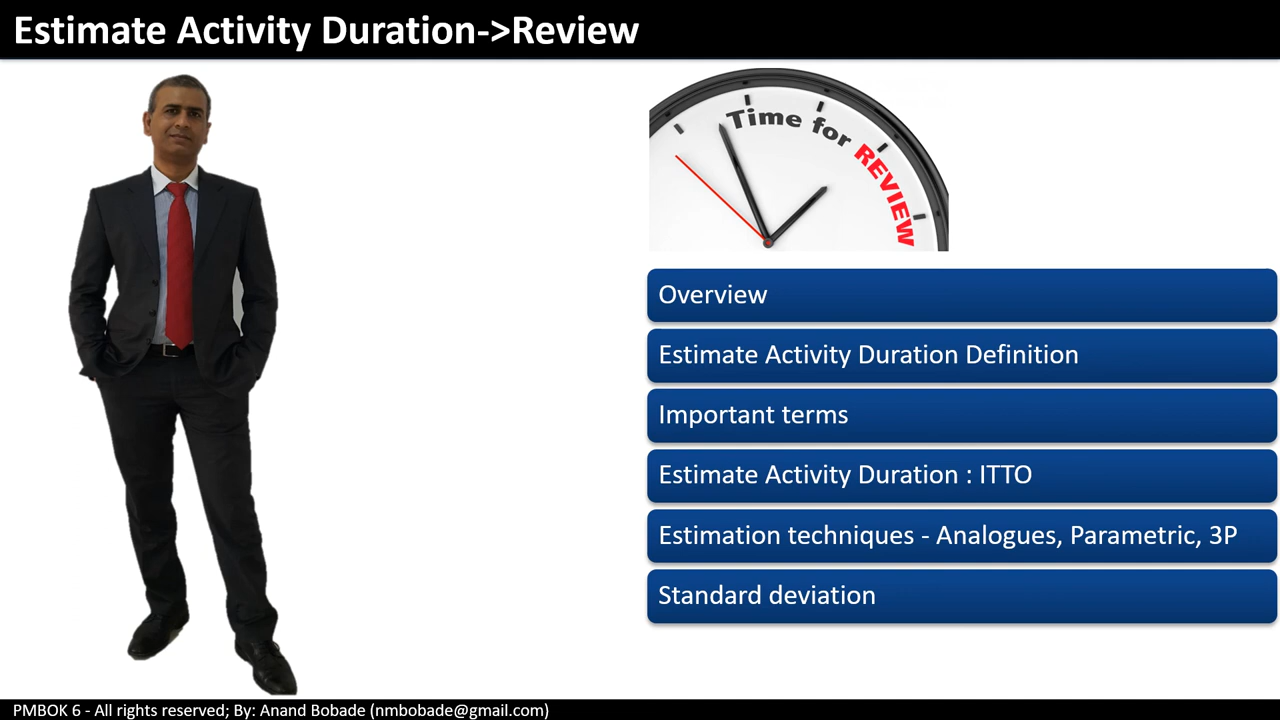 Estimate Activity Duration->Review
Time for REVIEW
Overview
Estimate Activity Duration Definition
Important terms
Estimate Activity Duration : ITTO
Estimation techniques - Analogues, Parametric, 3P
Standard deviation
PMBOK 6 - All rights reserved; By: Anand Bobade (nmbobade@gmail.com)